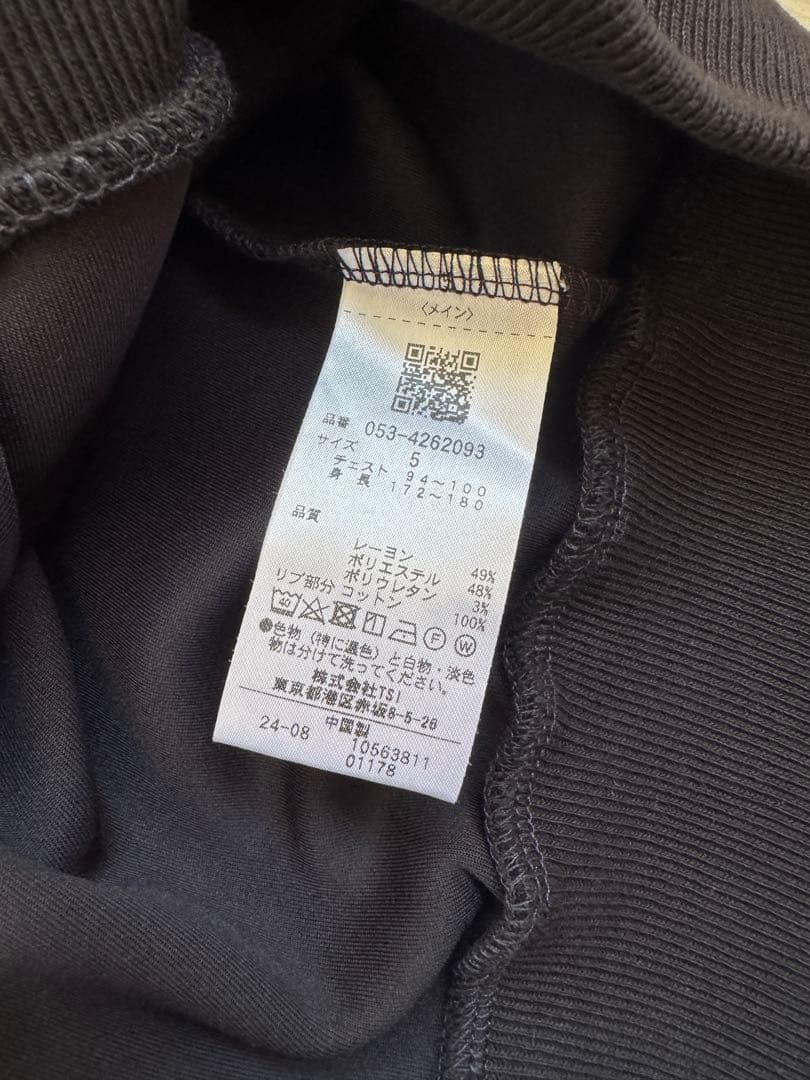 〈メイン〉
品番 053-4262093
サイズ 5
チェスト 94～100
身長 172～180
品質
レーヨン 49%
ポリエステル 48%
ポリウレタン 3%
リブ部分 コットン 100%
40 F W
●色物（特に濃色）と白物・淡色
物は分けて洗ってください。
株式会社TSI
東京都港区赤坂8-5-26
中国製
24-08 10563811
01178